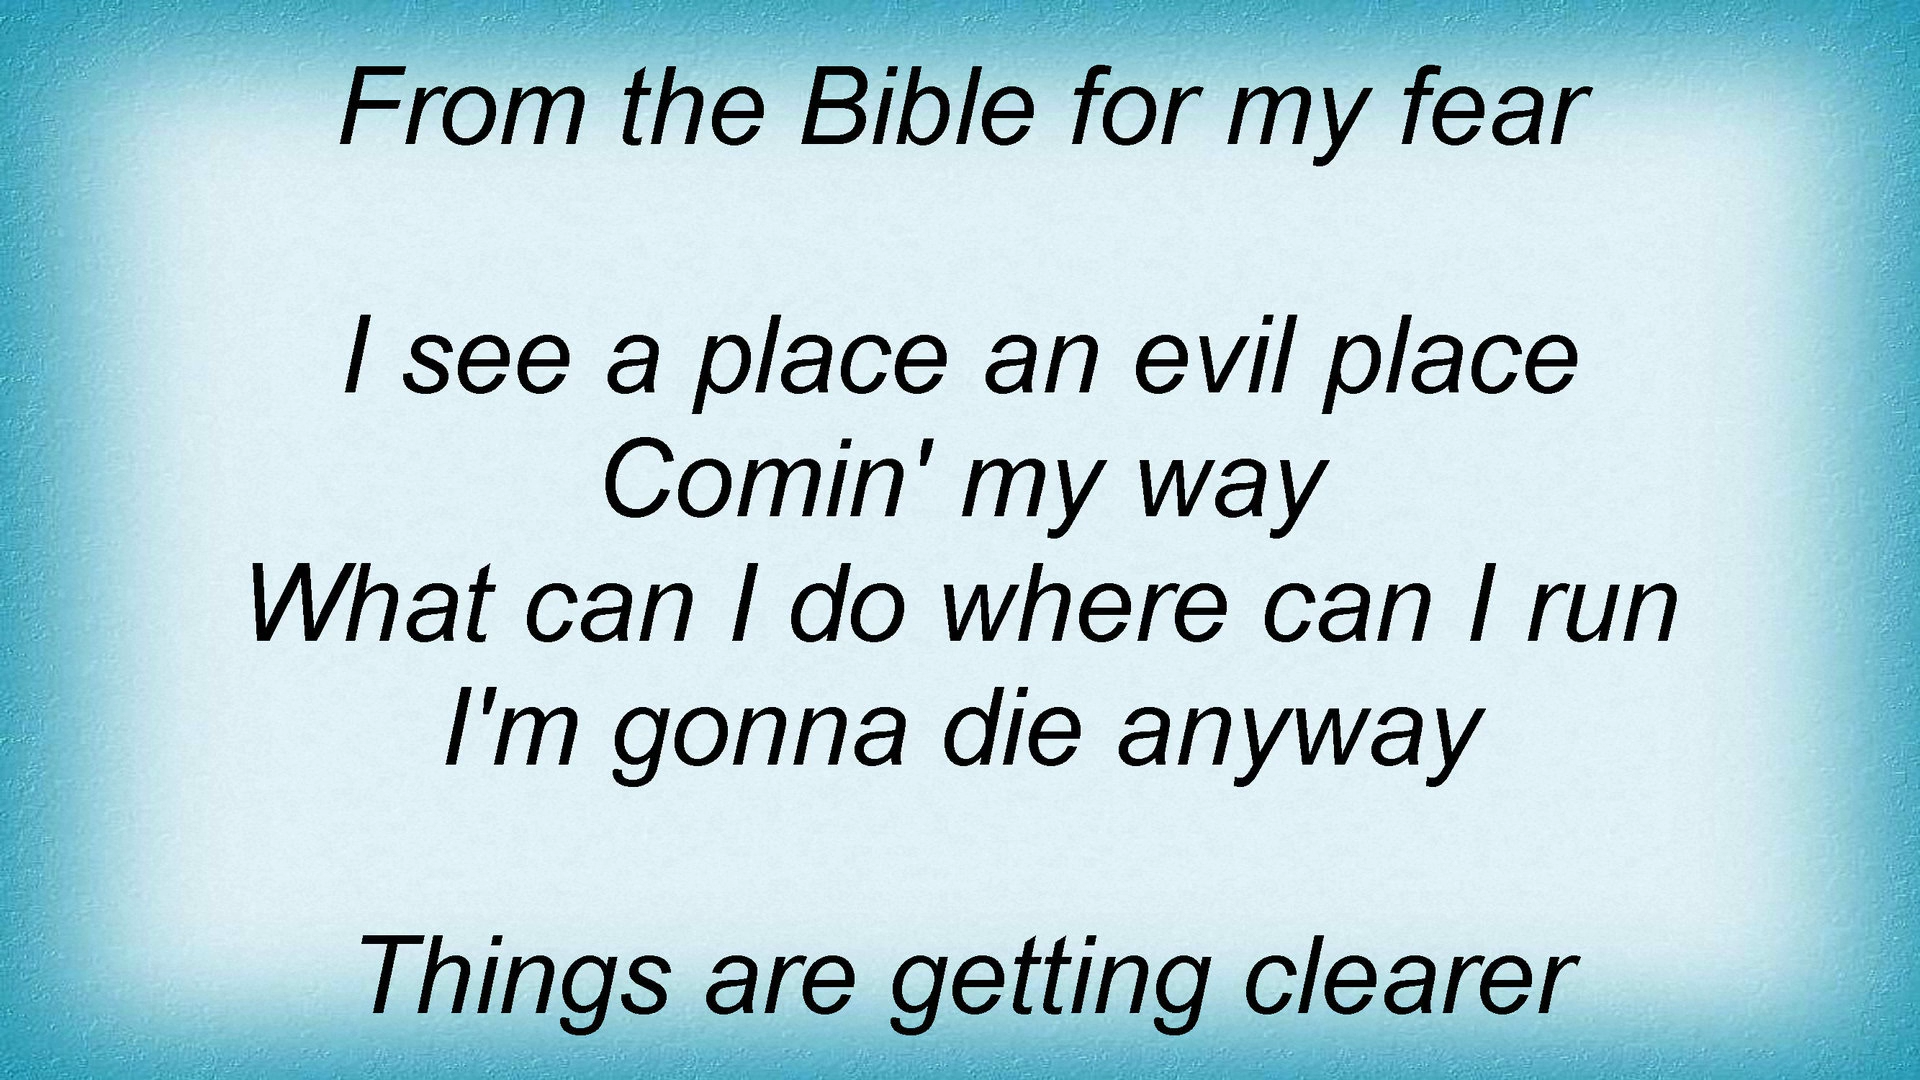 From the Bible for my fear
I see a place an evil place
Comin' my way
What can I do where can I run
I'm gonna die anyway
Things are getting clearer